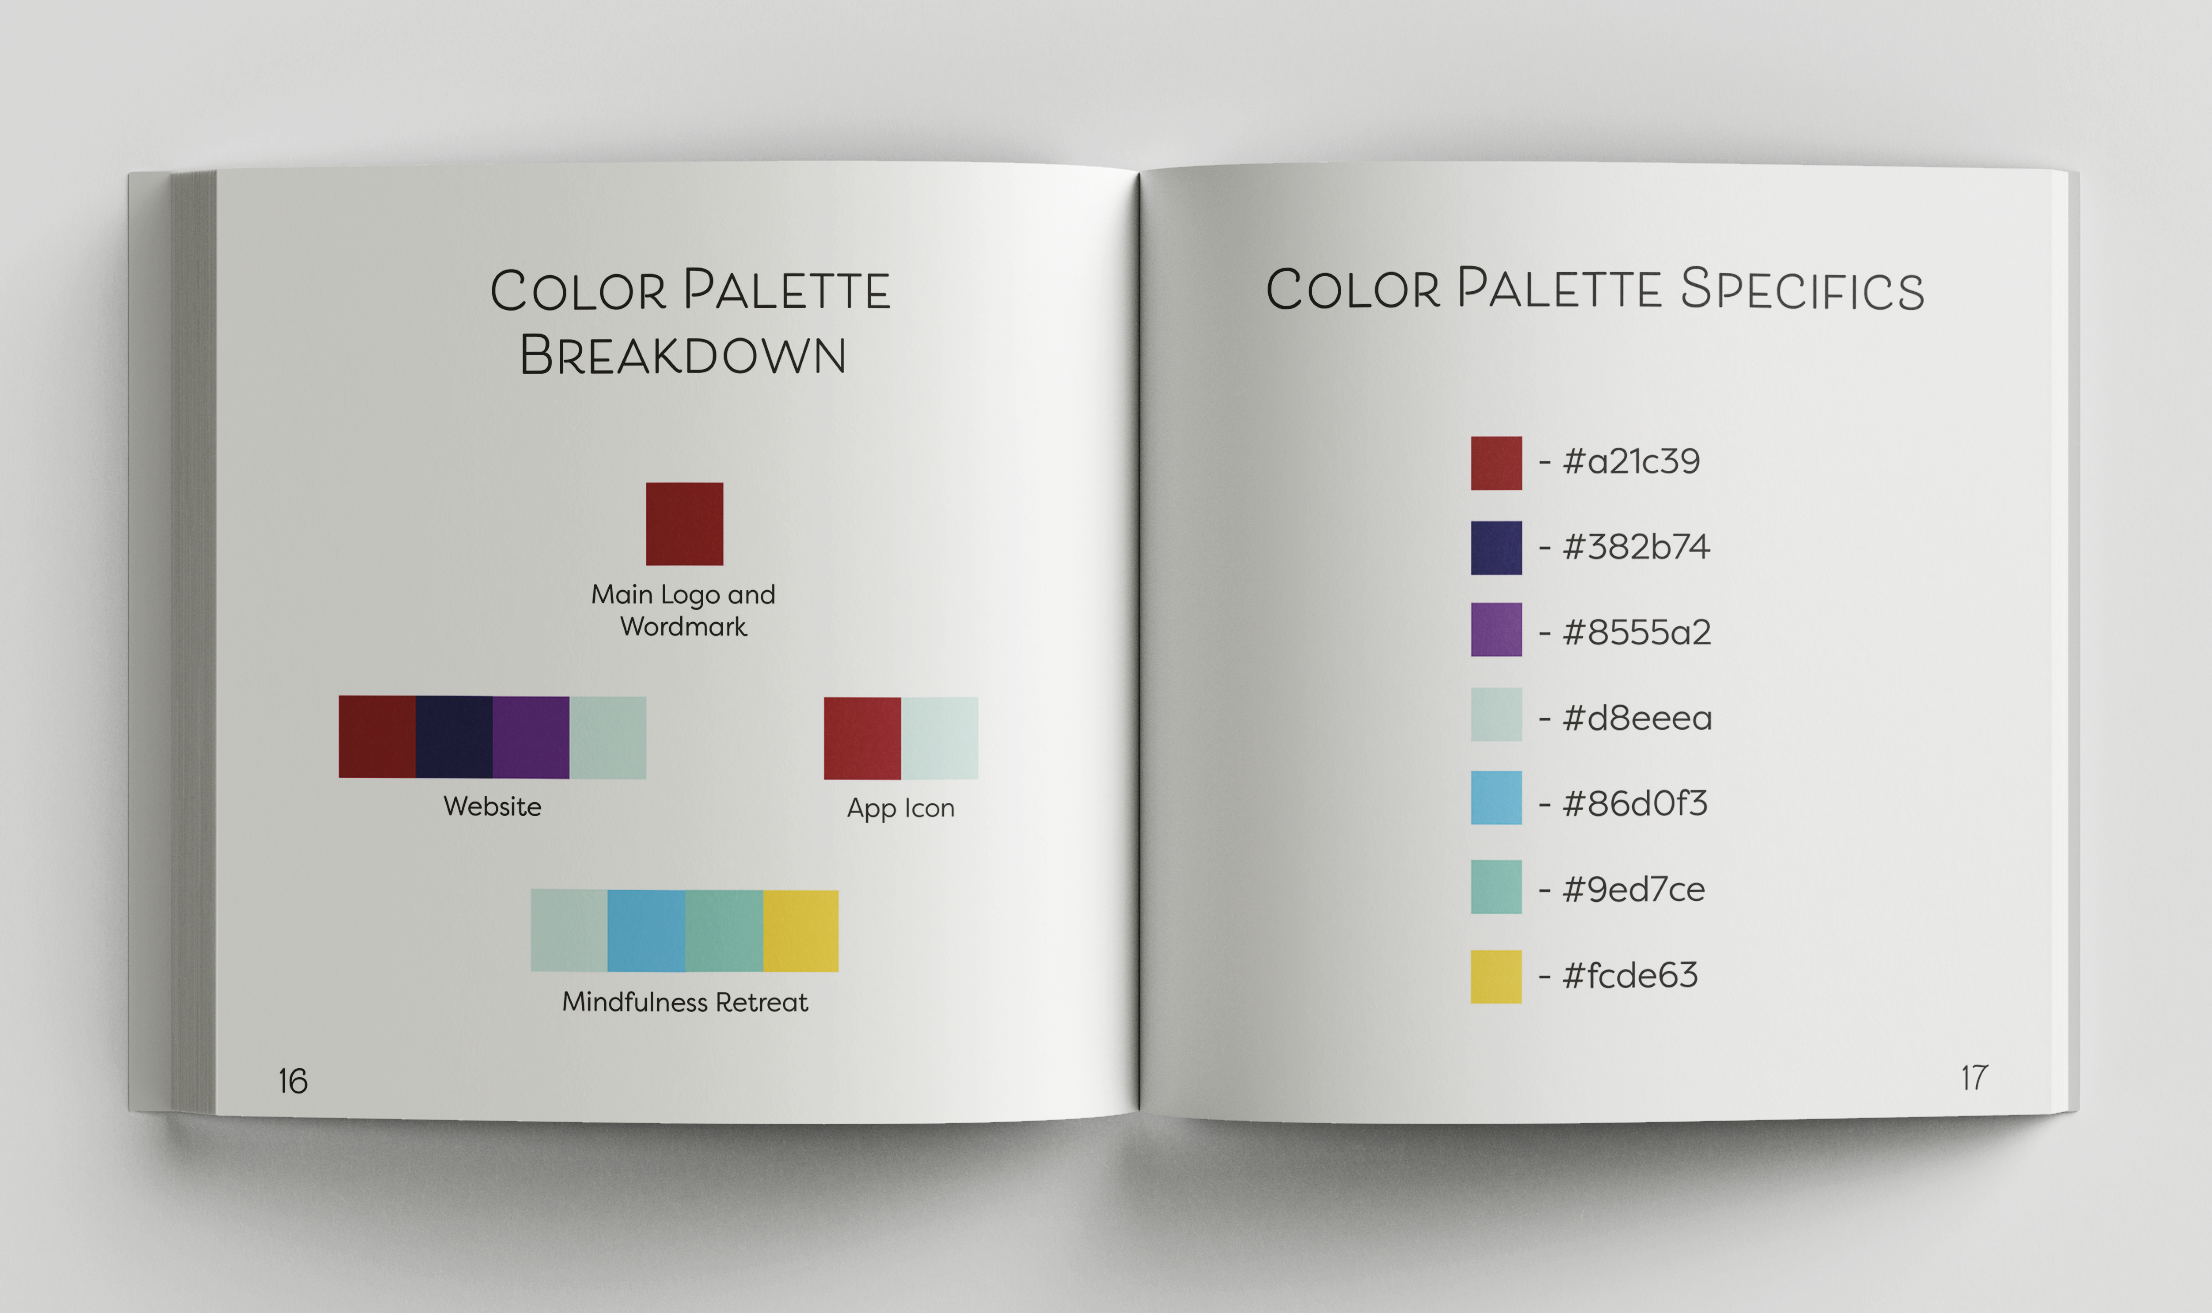 Color Palette
Breakdown
Main Logo and
Wordmark
Website
App Icon
Mindfulness Retreat
16
Color Palette Specifics
- #a21c39
- #382b74
- #8555a2
- #d8eeea
- #86d0f3
- #9ed7ce
- #fcde63
17